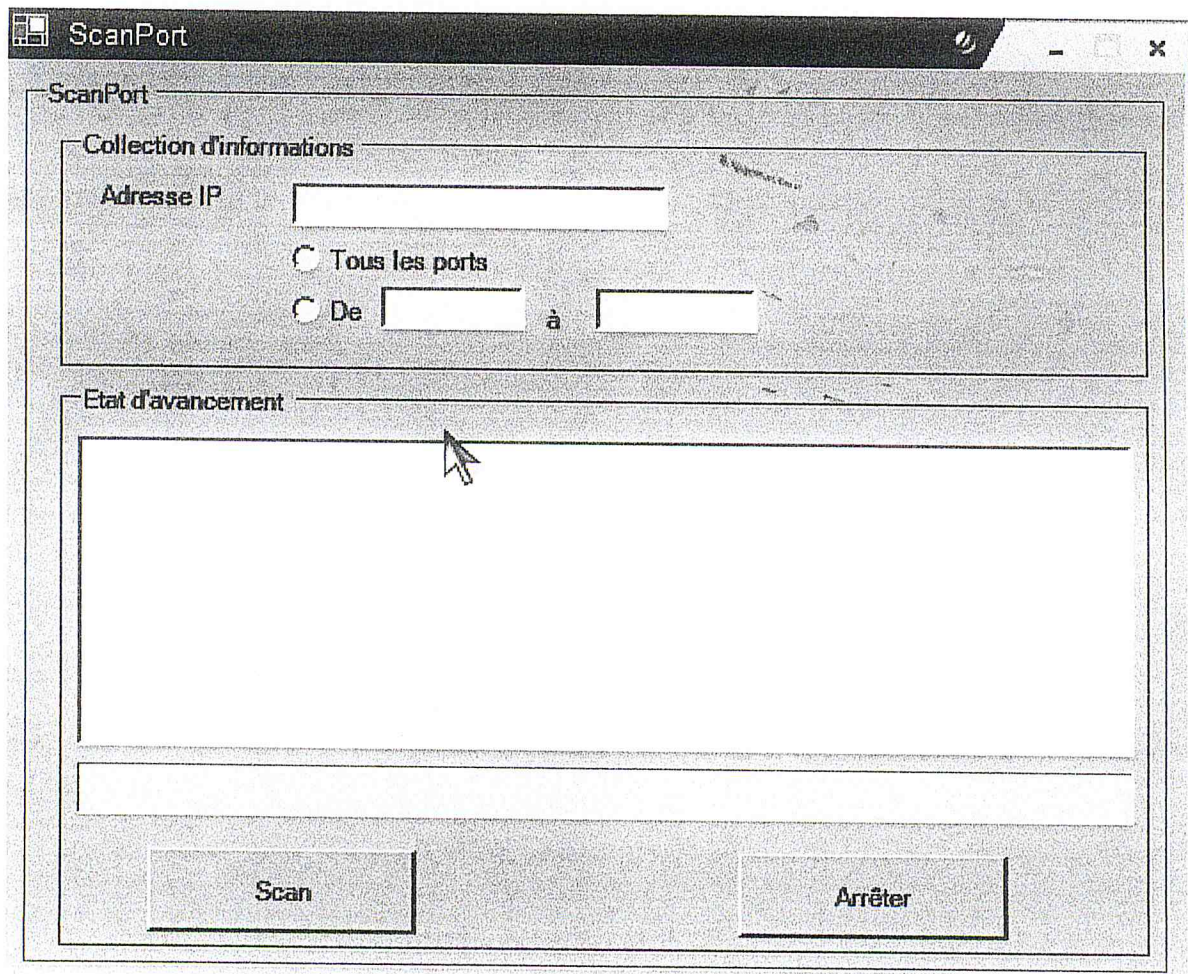 ScanPort
ScanPort
Collection d'informations
Adresse IP
Tous les ports
De à
Etat d'avancement
Scan Arrêter